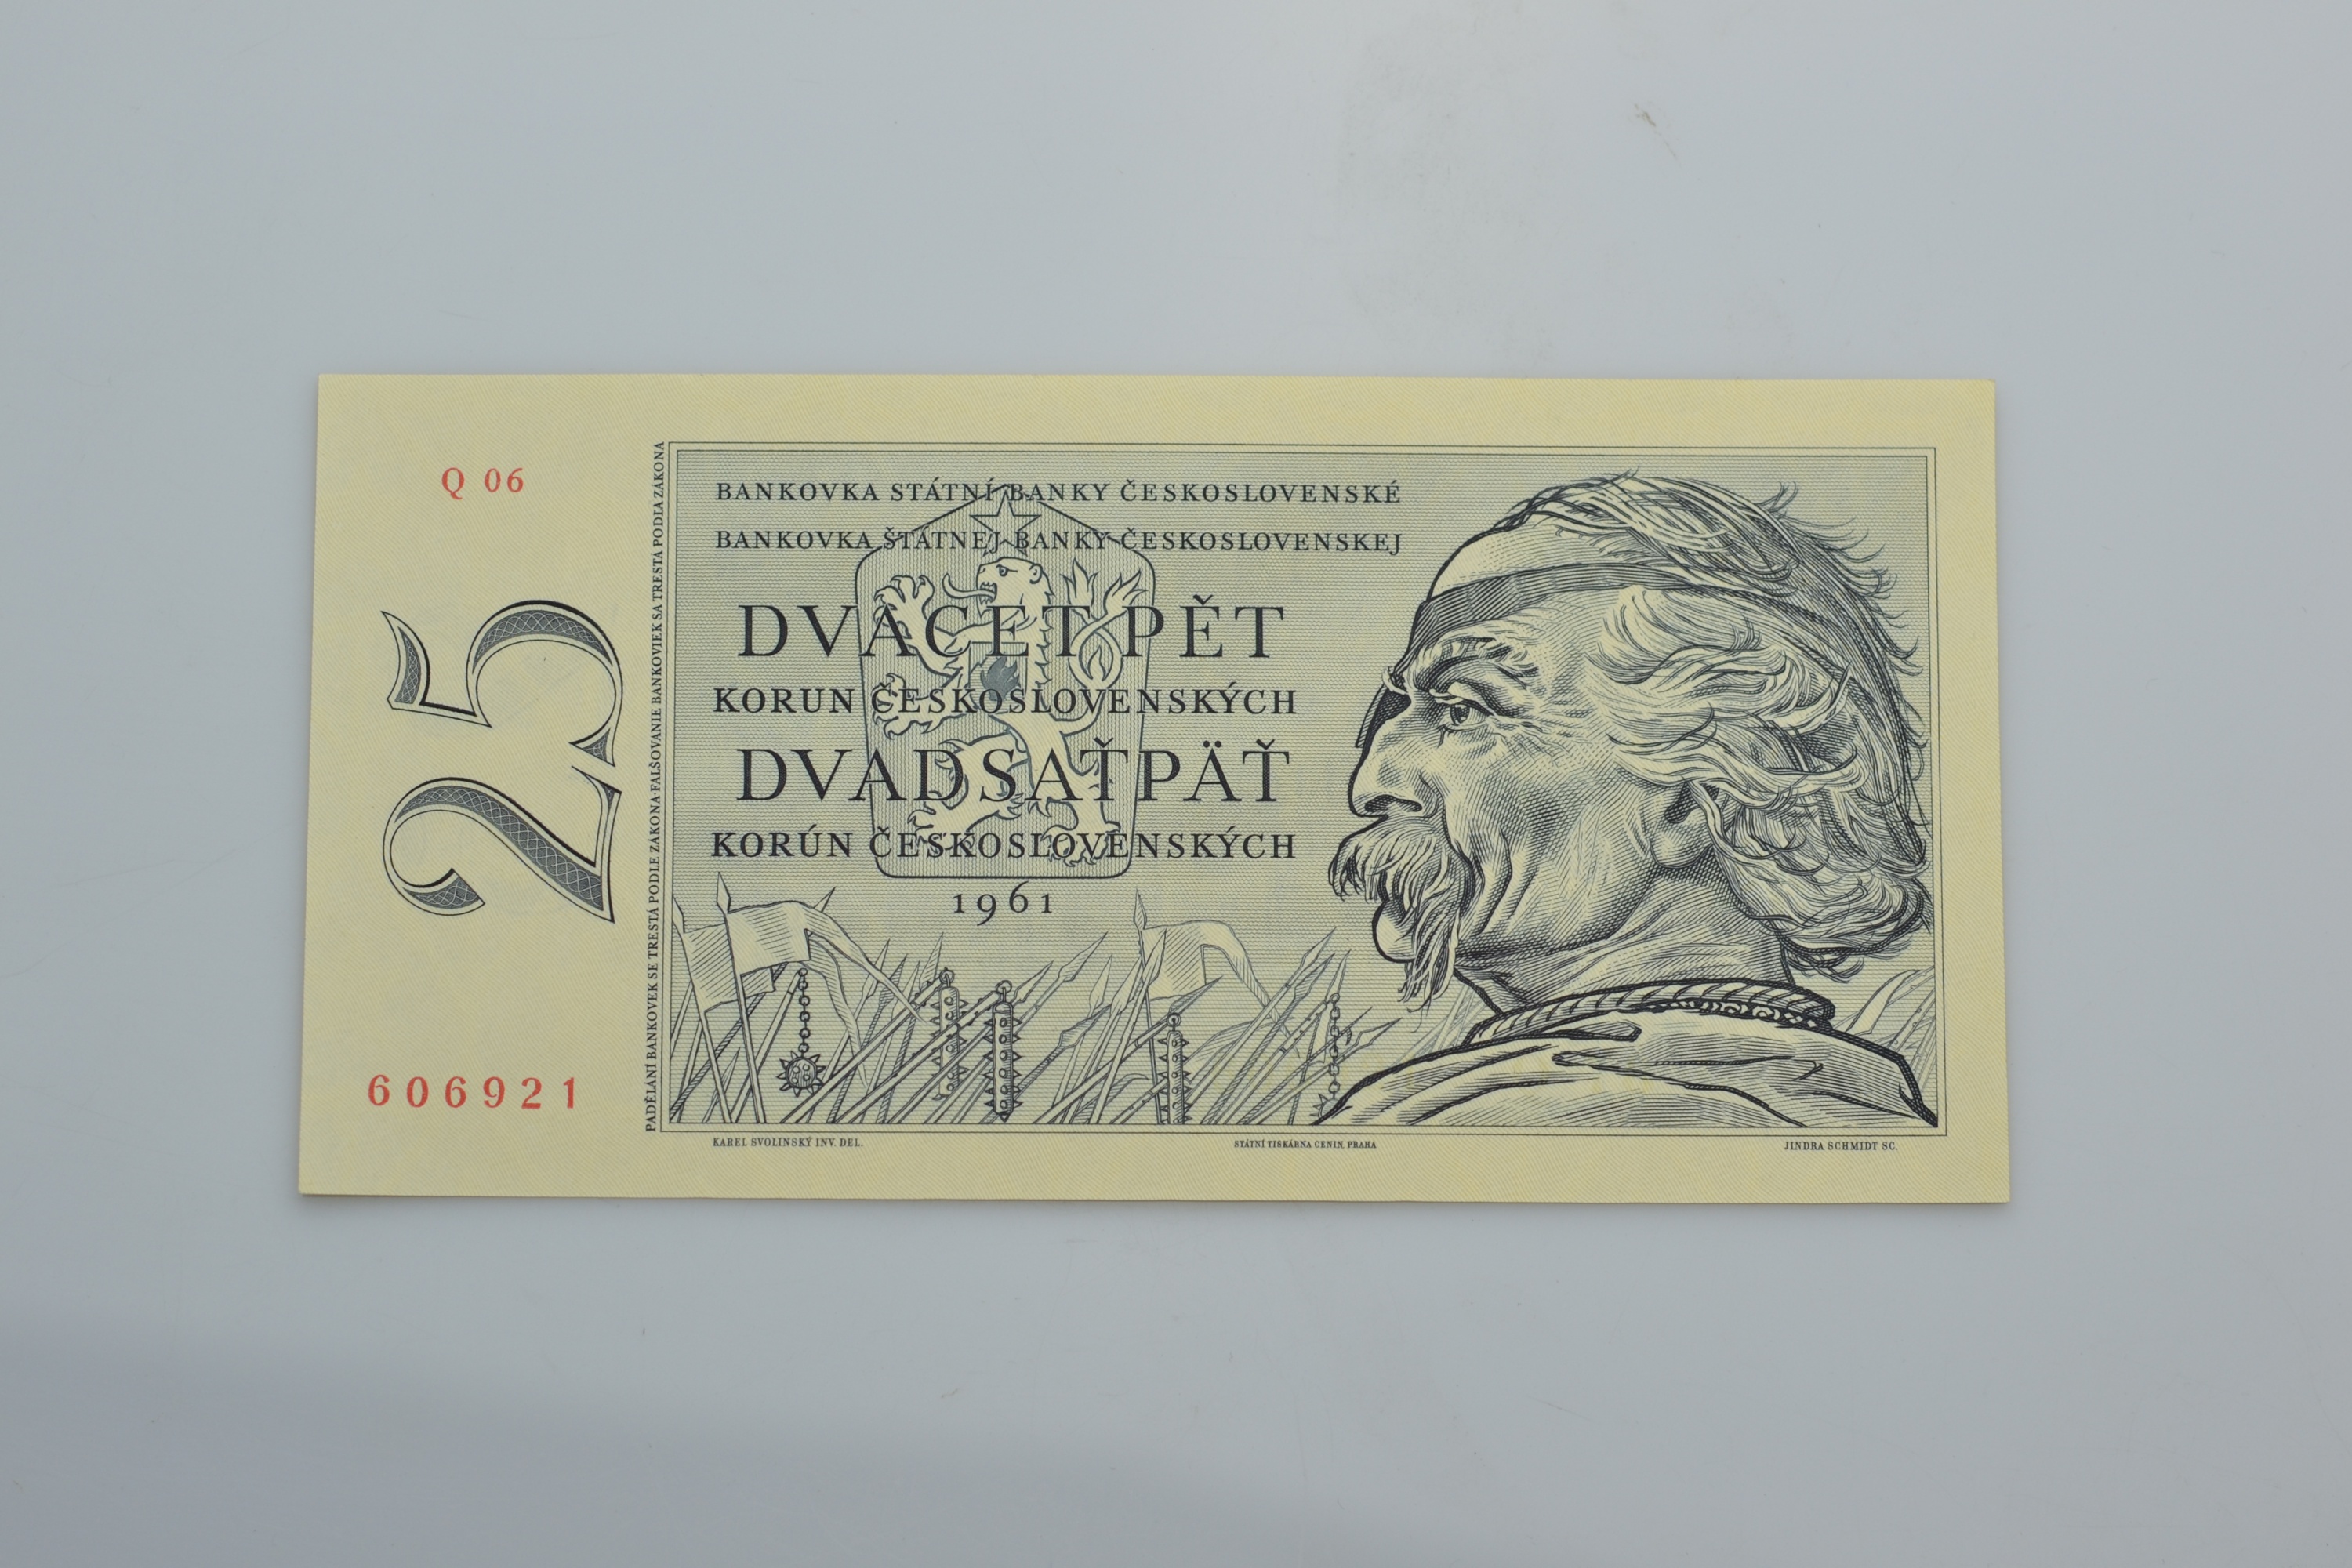 Q 06
25
606921
PADĚLÁNÍ BANKOVEK SE TRESTÁ PODLE ZÁKONA·FALŠOVANIE BANKOVIEK SA TRESTÁ PODĽA ZÁKONA
BANKOVKA STÁTNÍ BANKY ČESKOSLOVENSKÉ
BANKOVKA ŠTÁTNEJ BANKY ČESKOSLOVENSKEJ
DVACET PĚT
KORUN ČESKOSLOVENSKÝCH
DVADSAŤPÄŤ
KORÚN ČESKOSLOVENSKÝCH
1961
KAREL SVOLINSKÝ INV. DEL. STÁTNÍ TISKÁRNA CENIN, PRAHA JINDRA SCHMIDT SC.